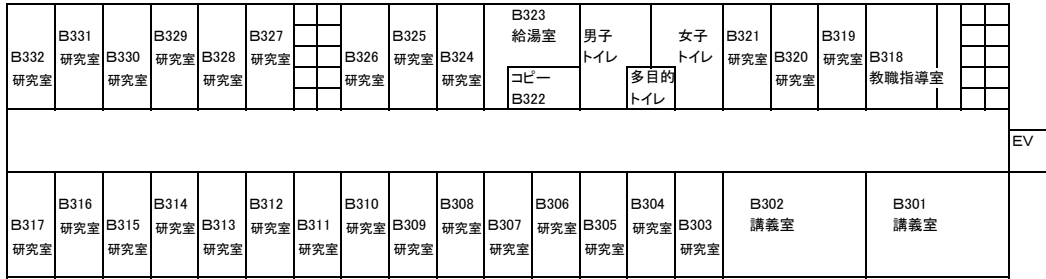 B332
研究室
B331
研究室
B330
研究室
B329
研究室
B328
研究室
B327
研究室
B326
研究室
B325
研究室
B324
研究室
B323
給湯室
コピー
B322
男子
トイレ
多目的
トイレ
女子
トイレ
B321
研究室
B320
研究室
B319
研究室
B318
教職指導室
EV
B317
研究室
B316
研究室
B315
研究室
B314
研究室
B313
研究室
B312
研究室
B311
研究室
B310
研究室
B309
研究室
B308
研究室
B307
研究室
B306
研究室
B305
研究室
B304
研究室
B303
研究室
B302
講義室
B301
講義室